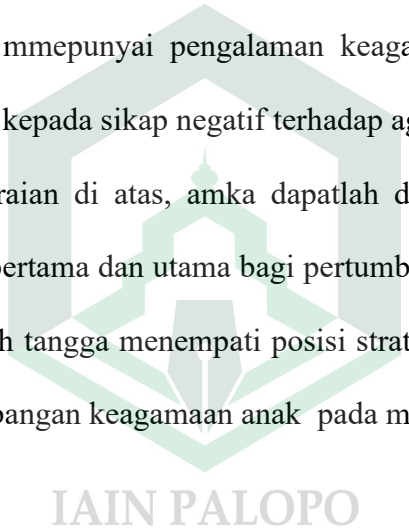 mmepunyai pengalaman keaga
kepada sikap negatif terhadap ag
raian di atas, amka dapatlah d
pertama dan utama bagi pertumb
h tangga menempati posisi strat
bangan keagamaan anak pada m
IAIN PALOPO